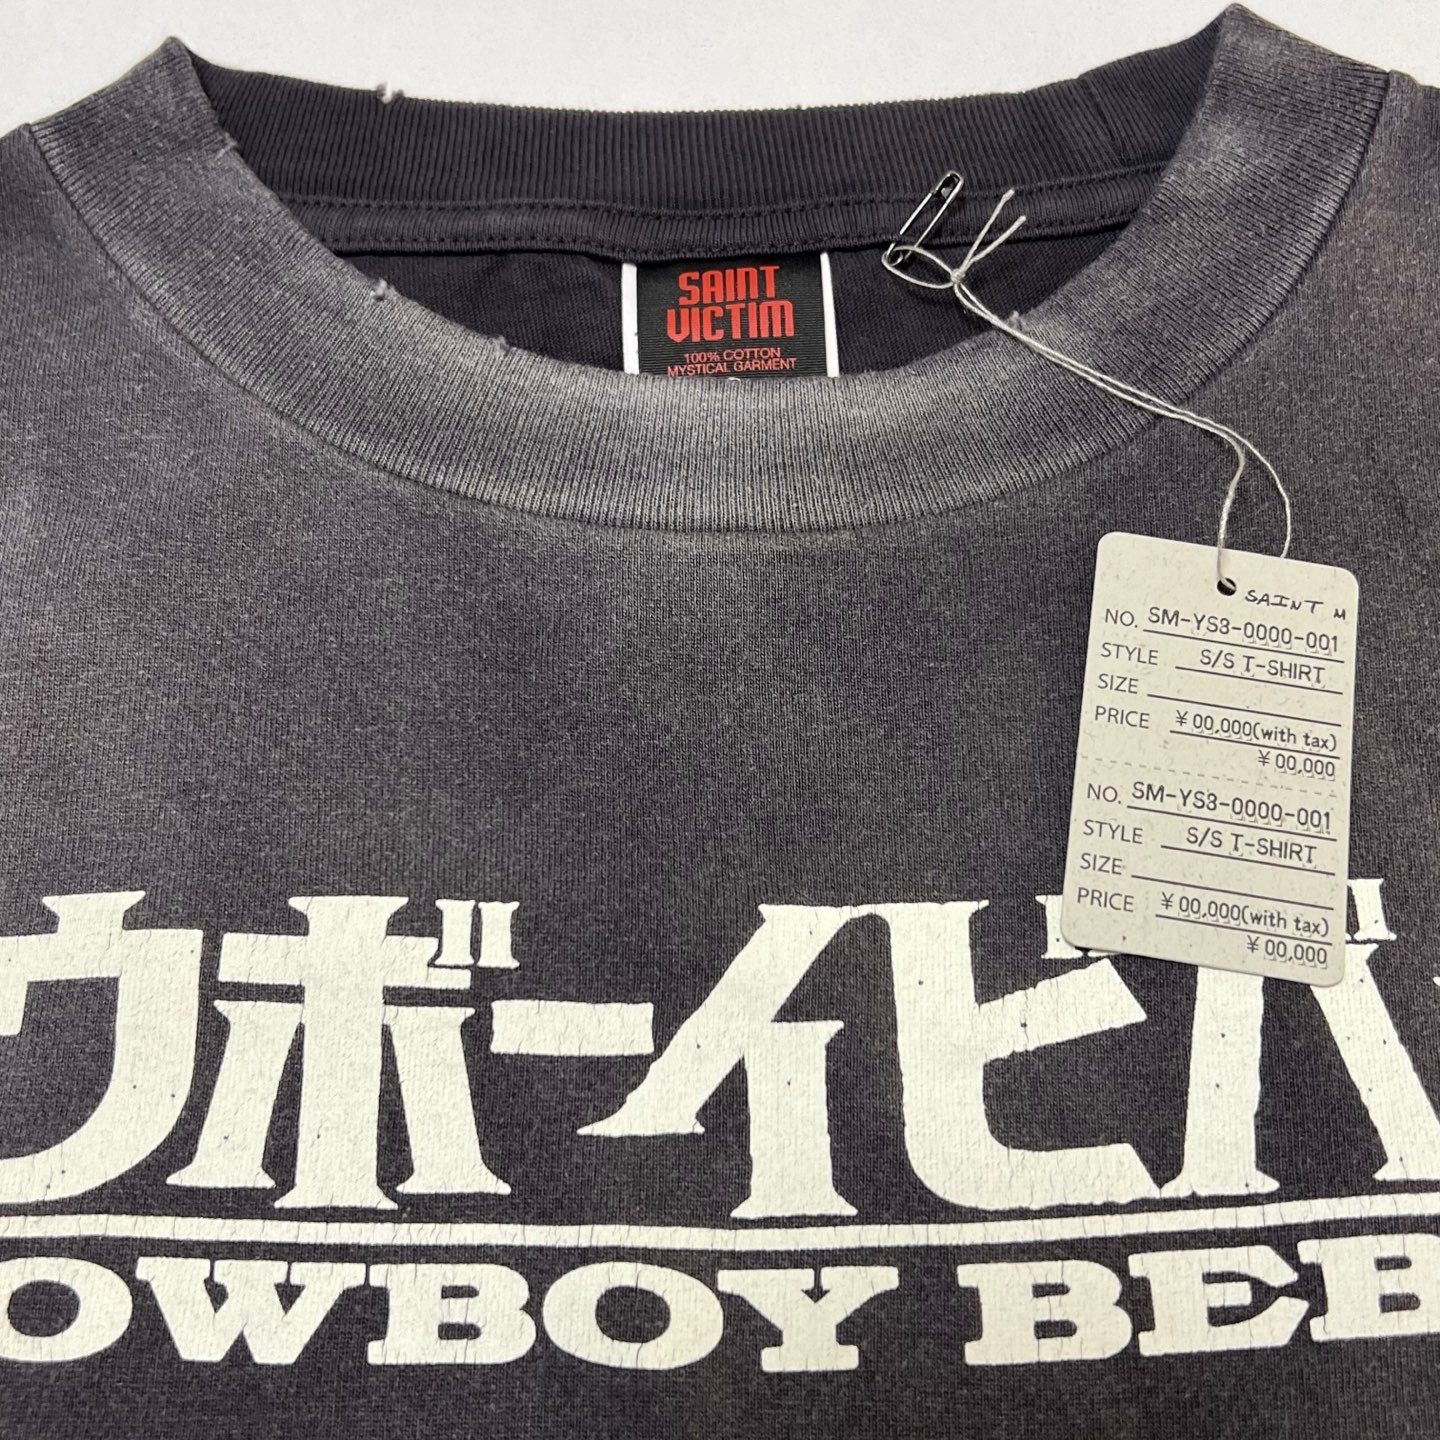 SAINT
VICTIM
100% COTTON
MYSTICAL GARMENT
SAINT M
NO. SM-YS3-0000-001
STYLE S/S T-SHIRT
SIZE
PRICE ¥00,000(with tax)
¥00,000
NO. SM-YS3-0000-001
STYLE S/S T-SHIRT
SIZE
PRICE ¥00,000(with tax)
¥00,000
ウボーイビバ
OWBOY BEB